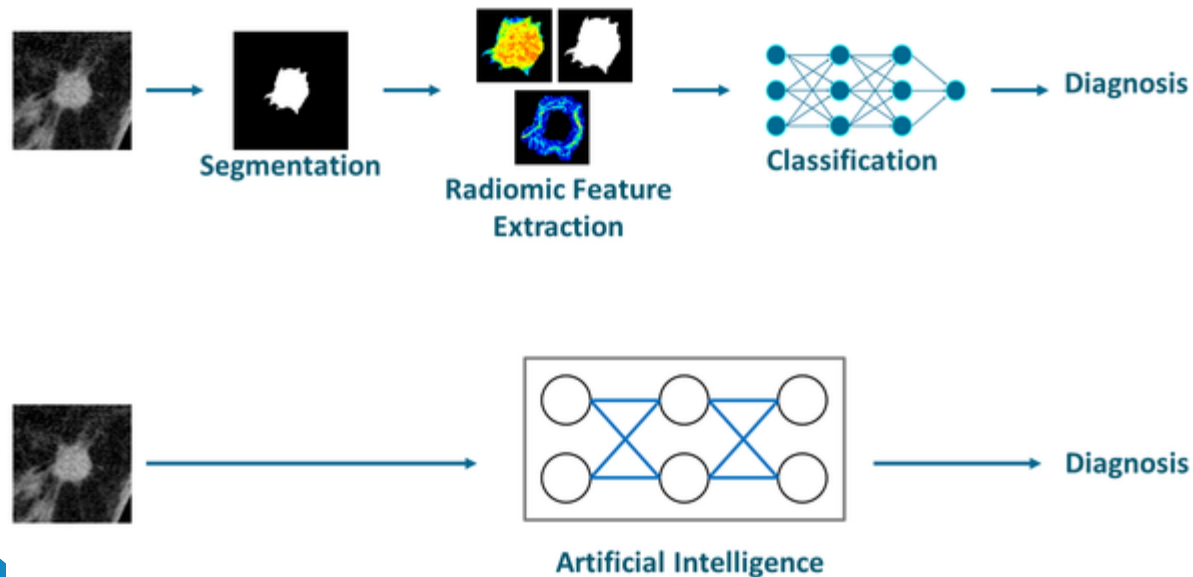 Segmentation
Radiomic Feature
Extraction
Classification
Diagnosis
Artificial Intelligence
Diagnosis